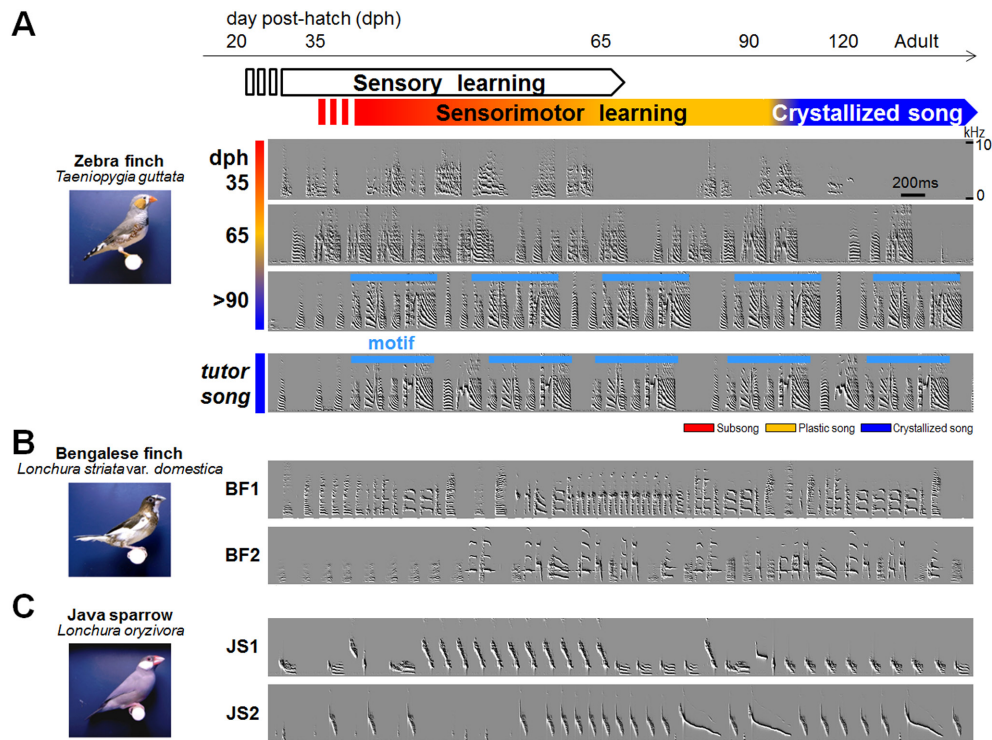 A
day post-hatch (dph)
20 35 65 90 120 Adult
Sensory learning
Sensorimotor learning
Crystallized song
kHz
10
0
200ms
Zebra finch
Taeniopygia guttata
dph
35
65
>90
motif
tutor
song
Subsong
Plastic song
Crystallized song
B
Bengalese finch
Lonchura striata var. domestica
BF1
BF2
C
Java sparrow
Lonchura oryzivora
JS1
JS2